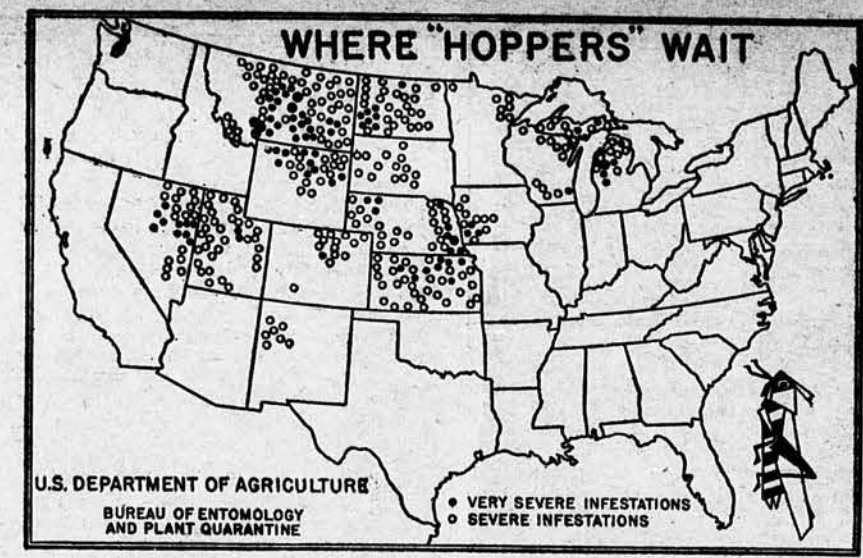 WHERE "HOPPERS" WAIT
U.S. DEPARTMENT OF AGRICULTURE
BUREAU OF ENTOMOLOGY
AND PLANT QUARANTINE
• VERY SEVERE INFESTATIONS
○ SEVERE INFESTATIONS